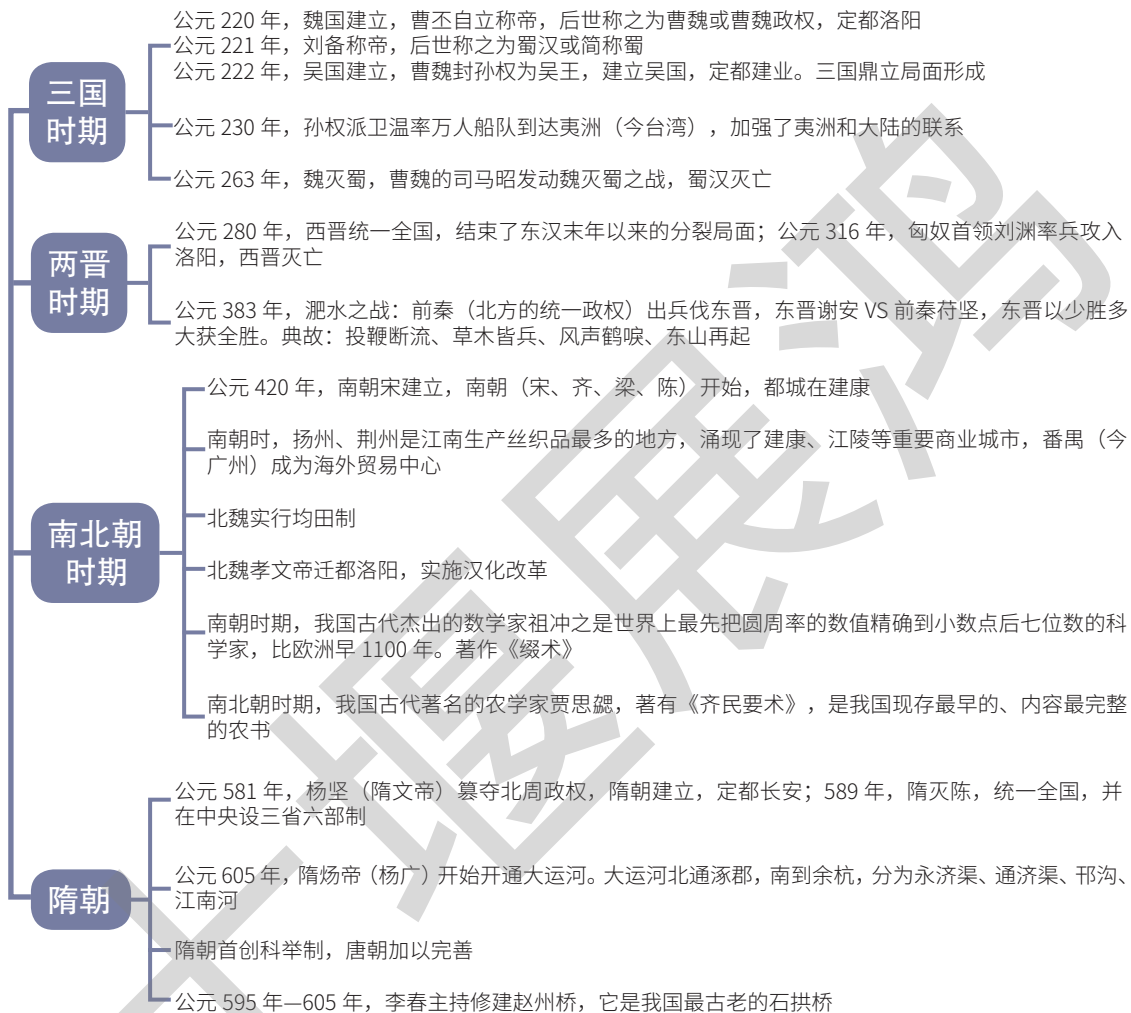 三国
时期
公元 220 年，魏国建立，曹丕自立称帝，后世称之为曹魏或曹魏政权，定都洛阳
公元 221 年，刘备称帝，后世称之为蜀汉或简称蜀
公元 222 年，吴国建立，曹魏封孙权为吴王，建立吴国，定都建业。三国鼎立局面形成
公元 230 年，孙权派卫温率万人船队到达夷洲（今台湾），加强了夷洲和大陆的联系
公元 263 年，魏灭蜀，曹魏的司马昭发动魏灭蜀之战，蜀汉灭亡
两晋
时期
公元 280 年，西晋统一全国，结束了东汉末年以来的分裂局面；公元 316 年，匈奴首领刘渊率兵攻入
洛阳，西晋灭亡
公元 383 年，淝水之战：前秦（北方的统一政权）出兵伐东晋，东晋谢安 VS 前秦苻坚，东晋以少胜多
大获全胜。典故：投鞭断流、草木皆兵、风声鹤唳、东山再起
南北朝
时期
公元 420 年，南朝宋建立，南朝（宋、齐、梁、陈）开始，都城在建康
南朝时，扬州、荆州是江南生产丝织品最多的地方，涌现了建康、江陵等重要商业城市，番禺（今
广州）成为海外贸易中心
北魏实行均田制
北魏孝文帝迁都洛阳，实施汉化改革
南朝时期，我国古代杰出的数学家祖冲之是世界上最先把圆周率的数值精确到小数点后七位数的科
学家，比欧洲早 1100 年。著作《缀术》
南北朝时期，我国古代著名的农学家贾思勰，著有《齐民要术》，是我国现存最早的、内容最完整
的农书
隋朝
公元 581 年，杨坚（隋文帝）篡夺北周政权，隋朝建立，定都长安；589 年，隋灭陈，统一全国，并
在中央设三省六部制
公元 605 年，隋炀帝（杨广）开始开通大运河。大运河北通涿郡，南到余杭，分为永济渠、通济渠、邗沟、
江南河
隋朝首创科举制，唐朝加以完善
公元 595 年—605 年，李春主持修建赵州桥，它是我国最古老的石拱桥
十堰展鸿